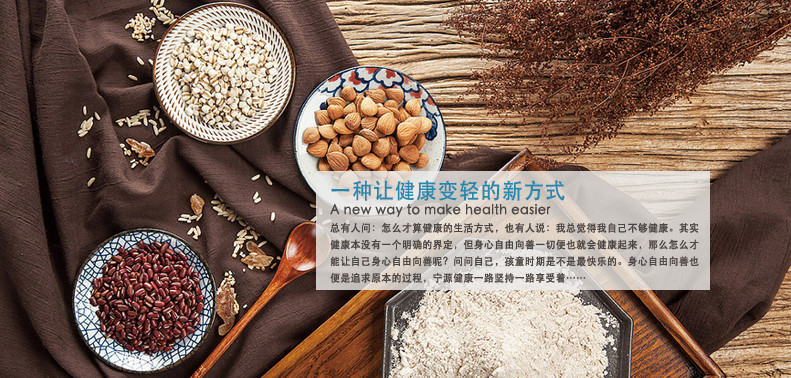 一种让健康变轻的新方式
A new way to make health easier
总有人问：怎么才算健康的生活方式，也有人说：我总觉得我自己不够健康。其实
健康本没有一个明确的界定，但身心自由向善一切便也就会健康起来，那么怎么才
能让自己身心自由向善呢？问问自己，孩童时期是不是最快乐的。身心自由向善也
便是追求原本的过程，宁源健康一路坚持一路享受着……